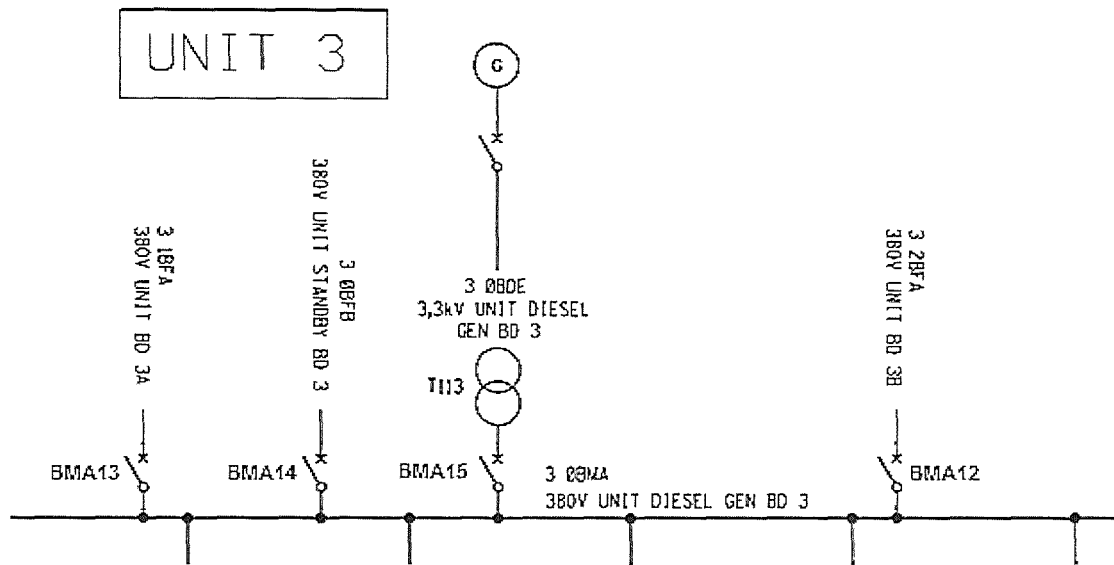 UNIT 3
G
3 1BFA
380V UNIT BD 3A
3 0BFB
380V UNIT STANDBY BD 3
3 0BDE
3,3kV UNIT DIESEL
GEN BD 3
T113
3 2BFA
380V UNIT BD 3B
BMA13
BMA14
BMA15
3 0BMA
380V UNIT DIESEL GEN BD 3
BMA12